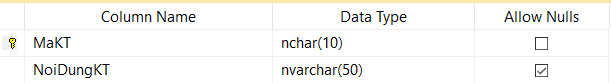 Column Name Data Type Allow Nulls
MaKT nchar(10)
NoiDungKT nvarchar(50)